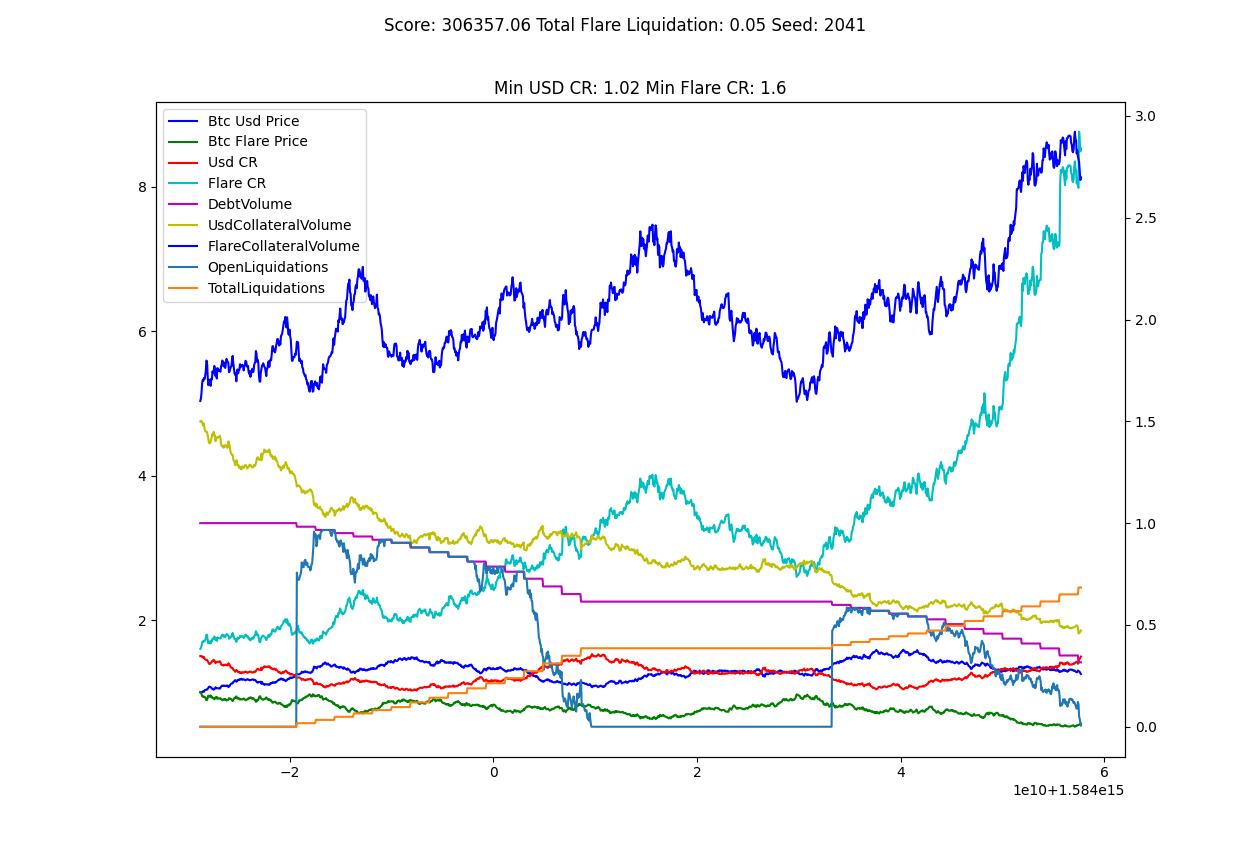 Score: 306357.06 Total Flare Liquidation: 0.05 Seed: 2041
Min USD CR: 1.02 Min Flare CR: 1.6
Btc Usd Price
Btc Flare Price
Usd CR
Flare CR
DebtVolume
UsdCollateralVolume
FlareCollateralVolume
OpenLiquidations
TotalLiquidations
8
6
4
2
3.0
2.5
2.0
1.5
1.0
0.5
0.0
−2
0
2
4
6
1e10+1.584e15